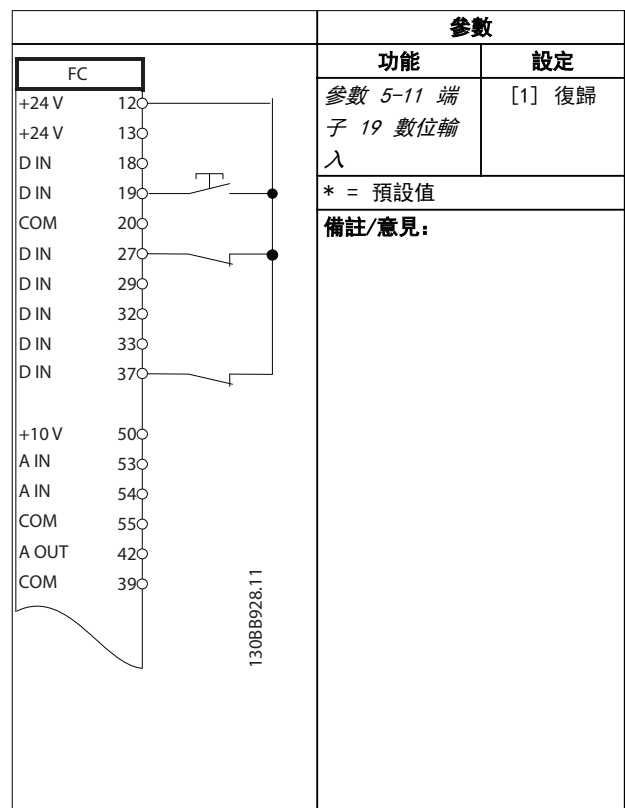 FC
+24 V 12
+24 V 13
D IN 18
D IN 19
COM 20
D IN 27
D IN 29
D IN 32
D IN 33
D IN 37
+10 V 50
A IN 53
A IN 54
COM 55
A OUT 42
COM 39
130BB928.11
參數
功能 設定
參數 5-11 端
子 19 數位輸
入
[1] 復歸
* = 預設值
備註/意見: